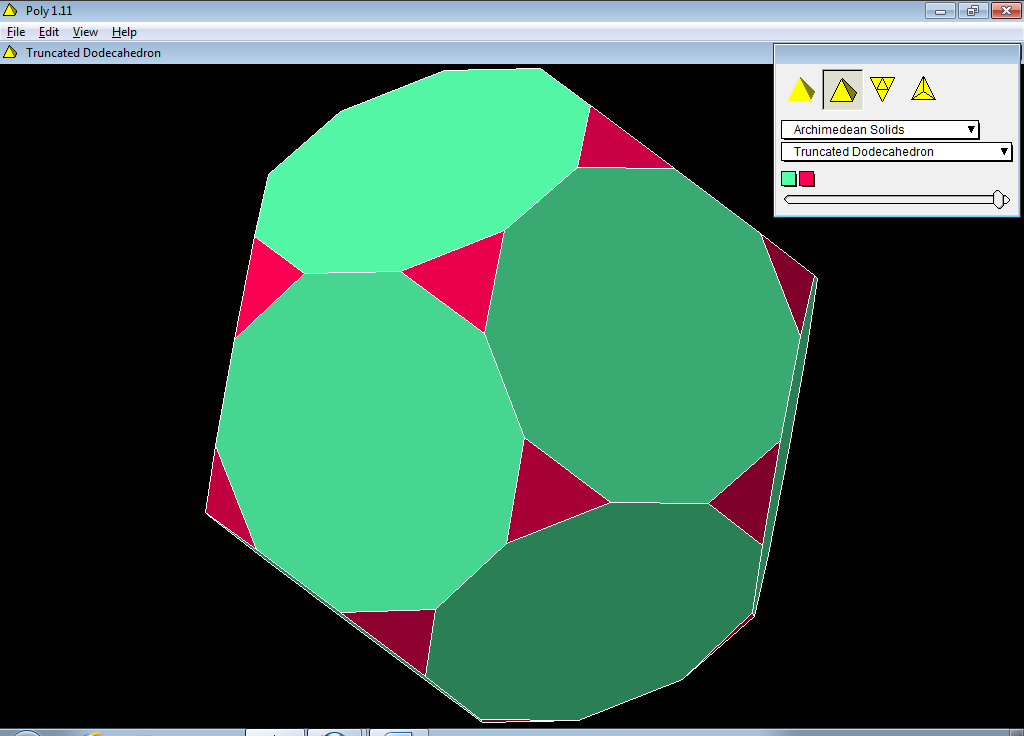 Poly 1.11
File Edit View Help
Truncated Dodecahedron
Archimedean Solids
Truncated Dodecahedron